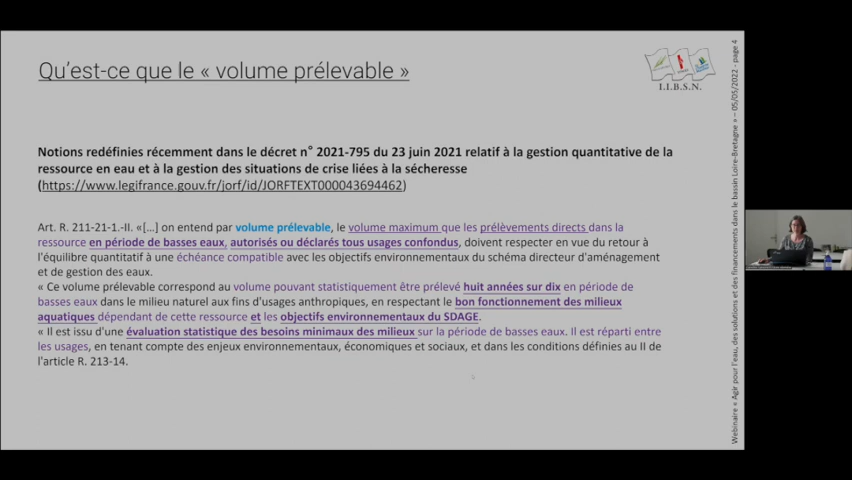 Qu'est-ce que le « volume prélevable »
I.I.B.S.N.
Notions redéfinies récemment dans le décret n° 2021-795 du 23 juin 2021 relatif à la gestion quantitative de la
ressource en eau et à la gestion des situations de crise liées à la sécheresse
(https://www.legifrance.gouv.fr/jorf/id/JORFTEXT000043694462)
Art. R. 211-21-1.-II. «[…] on entend par volume prélevable, le volume maximum que les prélèvements directs dans la
ressource en période de basses eaux, autorisés ou déclarés tous usages confondus, doivent respecter en vue du retour à
l'équilibre quantitatif à une échéance compatible avec les objectifs environnementaux du schéma directeur d'aménagement
et de gestion des eaux.
« Ce volume prélevable correspond au volume pouvant statistiquement être prélevé huit années sur dix en période de
basses eaux dans le milieu naturel aux fins d'usages anthropiques, en respectant le bon fonctionnement des milieux
aquatiques dépendant de cette ressource et les objectifs environnementaux du SDAGE.
« Il est issu d'une évaluation statistique des besoins minimaux des milieux sur la période de basses eaux. Il est réparti entre
les usages, en tenant compte des enjeux environnementaux, économiques et sociaux, et dans les conditions définies au II de
l'article R. 213-14.
Webinaire « Agir pour l'eau, des solutions et des financements dans le bassin Loire-Bretagne » – 05/05/2022 - page 4